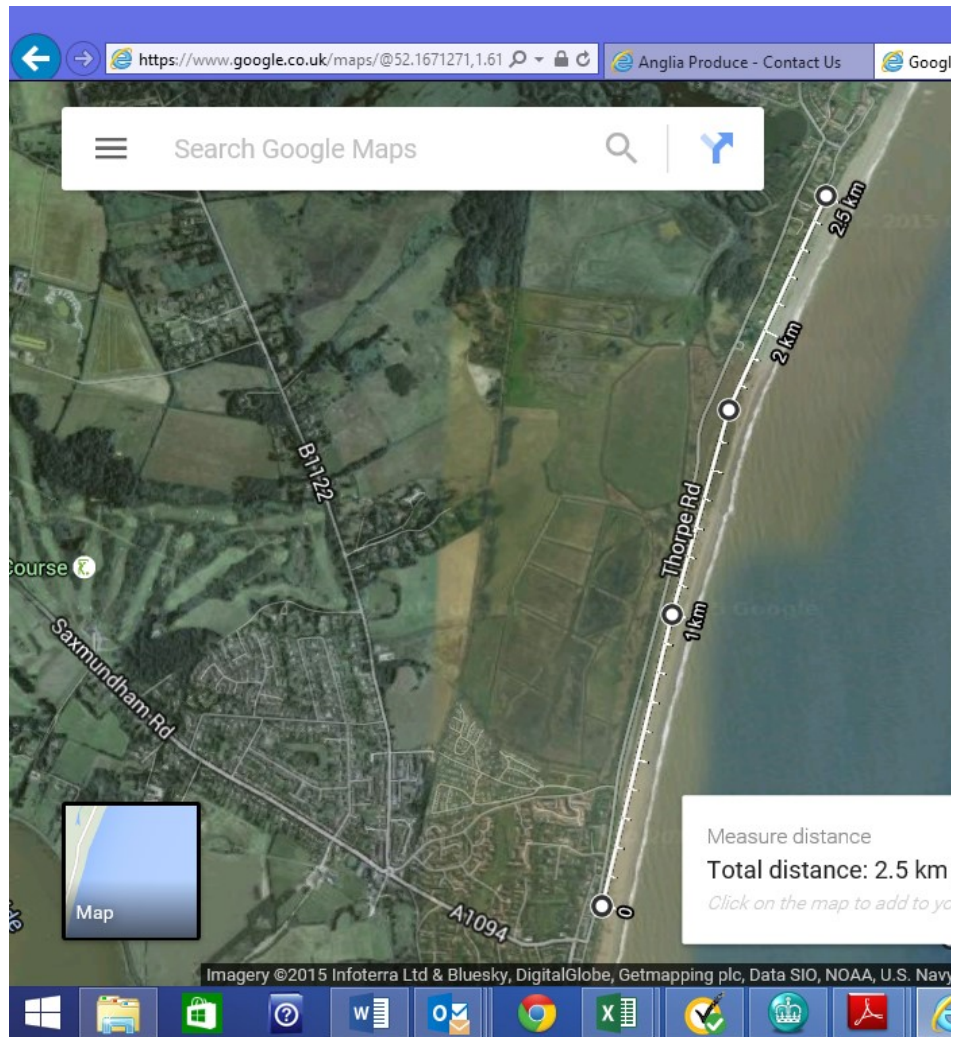 https://www.google.co.uk/maps/@52.1671271,1.61
Anglia Produce - Contact Us
Googl
Search Google Maps
2.5 km
2 km
B1122
Thorpe Rd
Course
1 km
Saxmundham Rd
Measure distance
Total distance: 2.5 km
Click on the map to add to yo
Map
0
A1094
Imagery ©2015 Infoterra Ltd & Bluesky, DigitalGlobe, Getmapping plc, Data SIO, NOAA, U.S. Navy